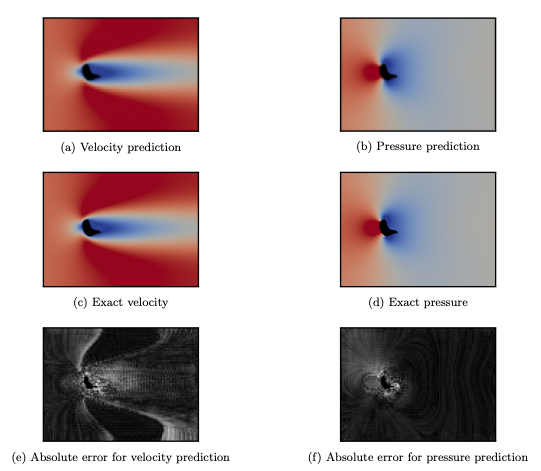 (a) Velocity prediction
(b) Pressure prediction
(c) Exact velocity
(d) Exact pressure
(e) Absolute error for velocity prediction
(f) Absolute error for pressure prediction